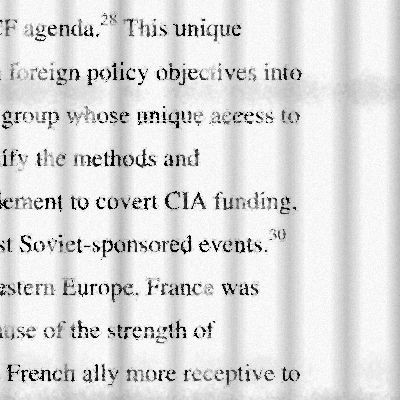 CF agenda.28 This unique
foreign policy objectives into
group whose unique access to
ify the methods and
lement to covert CIA funding,
st Soviet-sponsored events.30
estern Europe, France was
ause of the strength of
French ally more receptive to